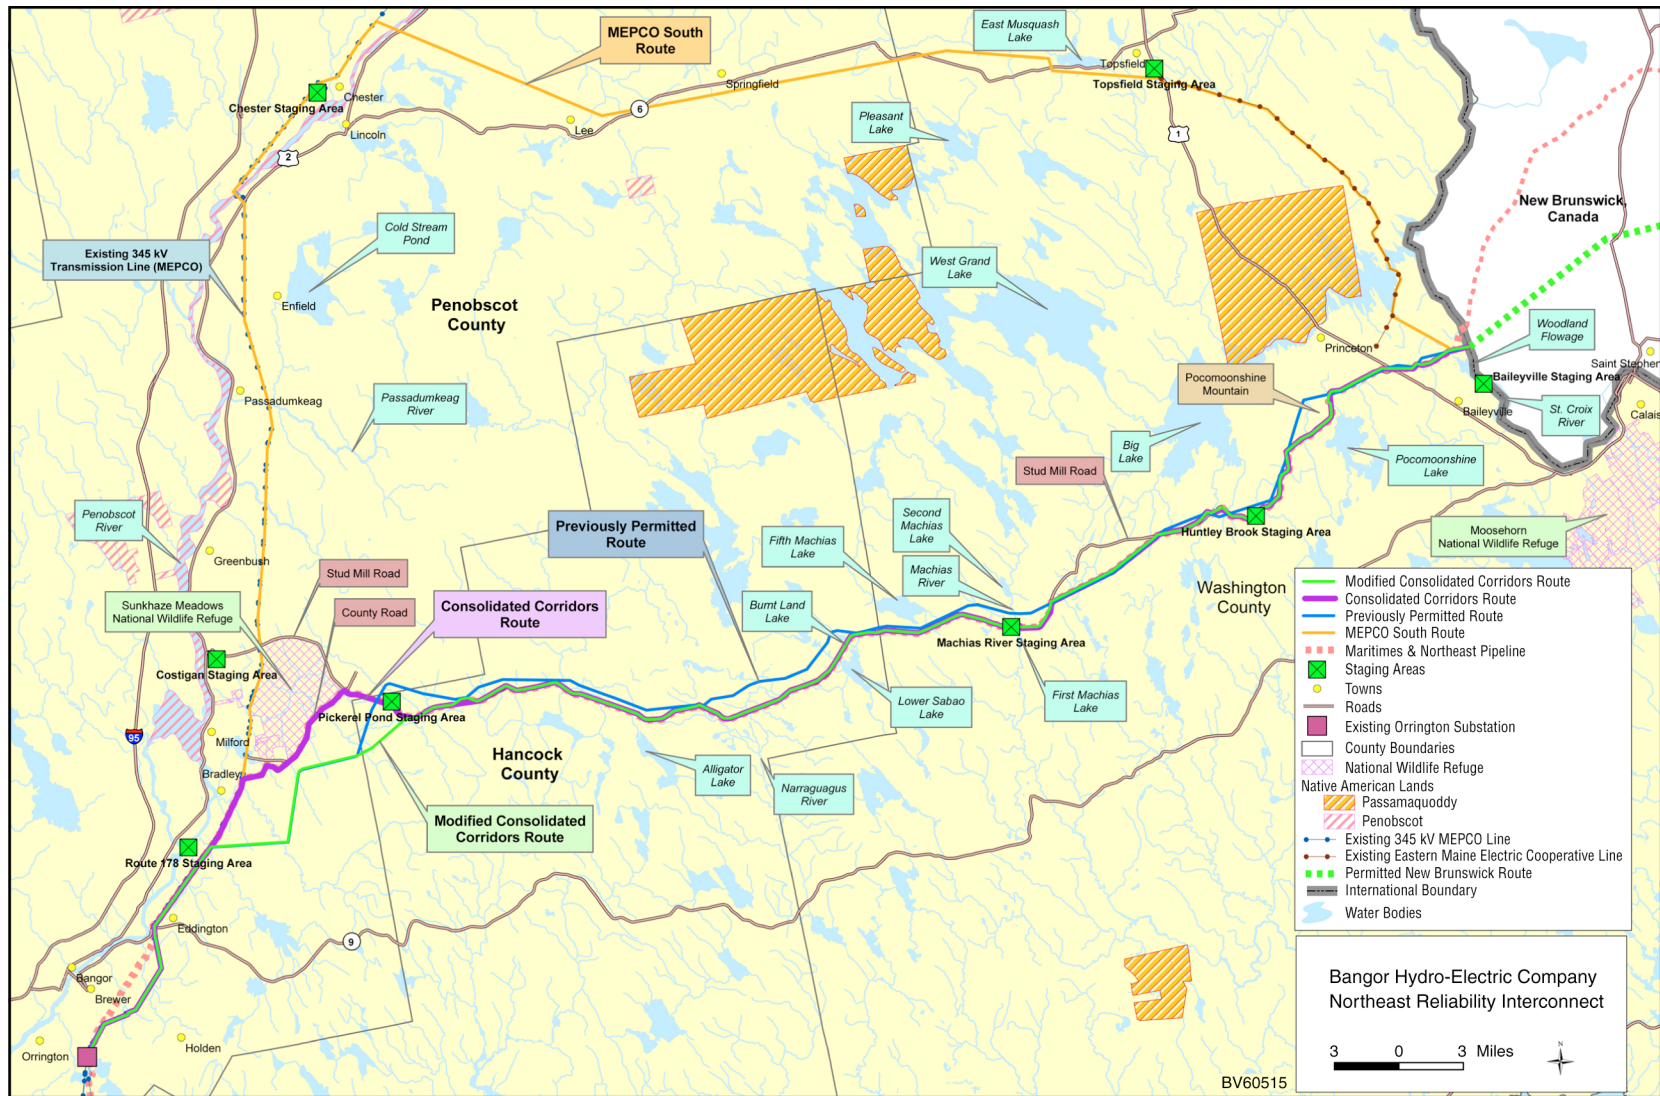 MEPCO South
Route
East Musquash
Lake
Topsfield
Topsfield Staging Area
Springfield
Chester
Chester Staging Area
Lincoln
Lee
6
2
1
Pleasant
Lake
New Brunswick,
Canada
Cold Stream
Pond
Existing 345 kV
Transmission Line (MEPCO)
West Grand
Lake
Enfield
Penobscot
County
Woodland
Flowage
Princeton
Saint Stephen
Pocomoonshine
Mountain
Baileyville Staging Area
Passadumkeag
Passadumkeag
River
Baileyville
St. Croix
River
Calais
Big
Lake
Stud Mill Road
Pocomoonshine
Lake
Penobscot
River
Second
Machias
Lake
Previously Permitted
Route
Fifth Machias
Lake
Huntley Brook Staging Area
Moosehorn
National Wildlife Refuge
Greenbush
Stud Mill Road
Machias
River
Washington
County
Sunkhaze Meadows
National Wildlife Refuge
County Road
Consolidated Corridors
Route
Burnt Land
Lake
Machias River Staging Area
Costigan Staging Area
Lower Sabao
Lake
First Machias
Lake
Pickerel Pond Staging Area
95
Milford
Hancock
County
Bradley
Alligator
Lake
Narraguagus
River
Modified Consolidated
Corridors Route
Route 178 Staging Area
Eddington
9
Bangor
Brewer
Orrington
Holden
Modified Consolidated Corridors Route
Consolidated Corridors Route
Previously Permitted Route
MEPCO South Route
Maritimes & Northeast Pipeline
Staging Areas
Towns
Roads
Existing Orrington Substation
County Boundaries
National Wildlife Refuge
Native American Lands
Passamaquoddy
Penobscot
Existing 345 kV MEPCO Line
Existing Eastern Maine Electric Cooperative Line
Permitted New Brunswick Route
International Boundary
Water Bodies
Bangor Hydro-Electric Company
Northeast Reliability Interconnect
3 0 3 Miles
N
BV60515